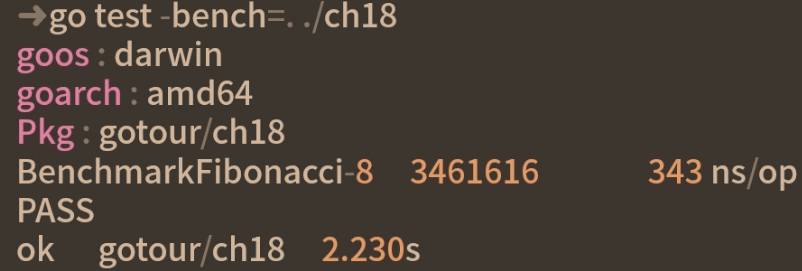 ➜go test -bench=. ./ch18
goos : darwin
goarch : amd64
Pkg : gotour/ch18
BenchmarkFibonacci-8 3461616 343 ns/op
PASS
ok gotour/ch18 2.230s